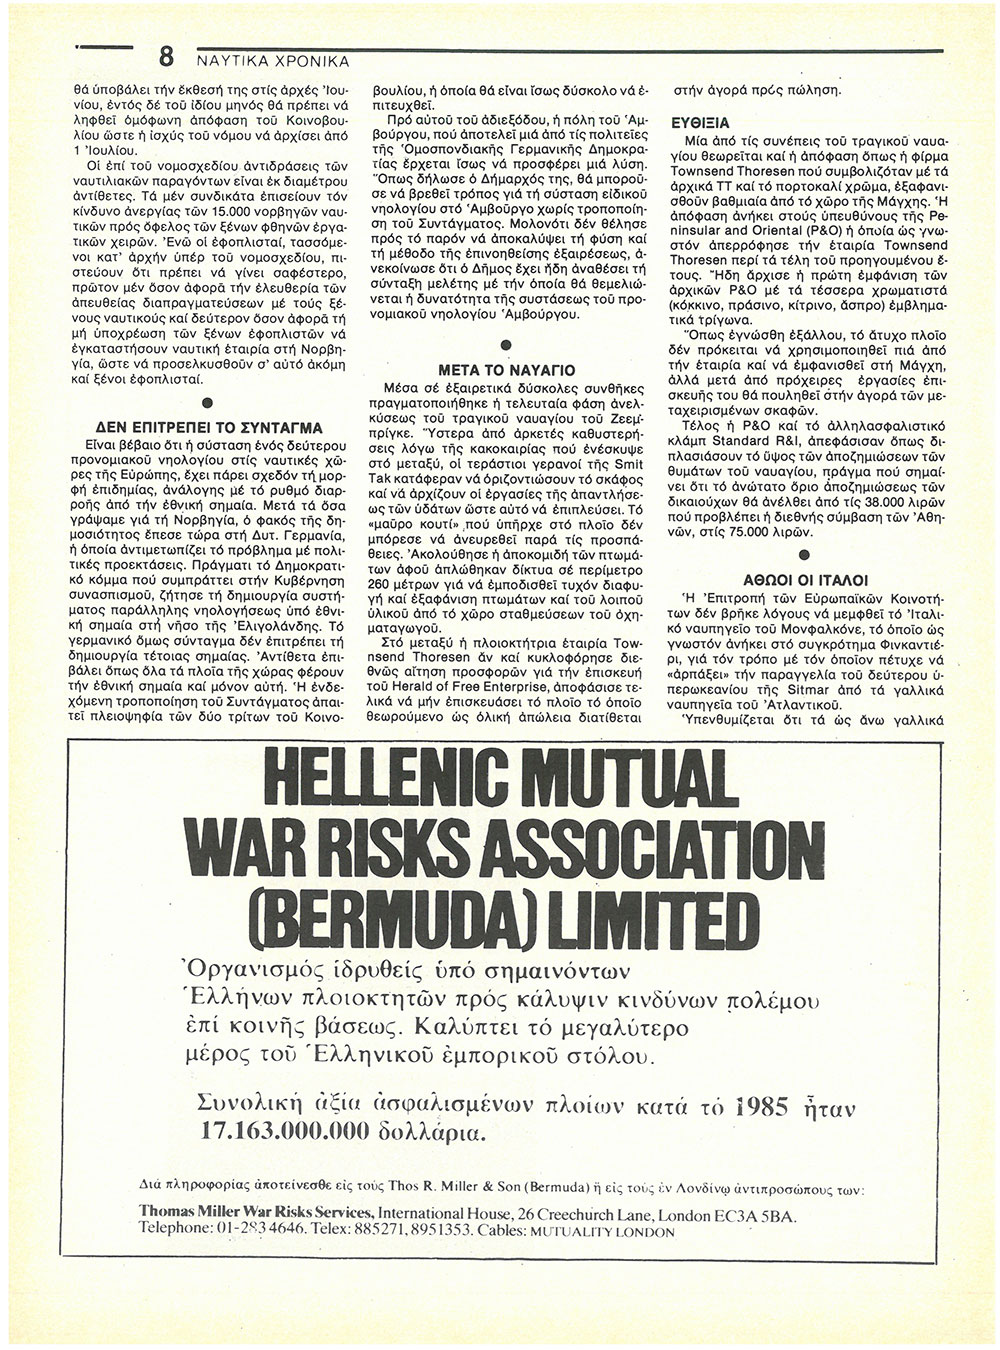 8 ΝΑΥΤΙΚΑ ΧΡΟΝΙΚΑ
θά ὑποβάλει τήν ἔκθεσή της στίς ἀρχές Ἰου-
νίου, ἐντός δέ τοῦ ἰδίου μηνός θά πρέπει νά
ληφθεῖ ὁμόφωνη ἀπόφαση τοῦ Κοινοβου-
λίου ὥστε ἡ ἰσχύς τοῦ νόμου νά ἀρχίσει ἀπό
1 Ἰουλίου.
Οἱ ἐπί τοῦ νομοσχεδίου ἀντιδράσεις τῶν
ναυτιλιακῶν παραγόντων εἶναι ἐκ διαμέτρου
ἀντίθετες. Τά μέν συνδικάτα ἐπισείουν τόν
κίνδυνο ἀνεργίας τῶν 15.000 νορβηγῶν ναυ-
τικῶν πρός ὄφελος τῶν ξένων φθηνῶν ἐργα-
τικῶν χειρῶν. Ἐνῶ οἱ ἐφοπλισταί, τασσόμε-
νοι κατ' ἀρχήν ὑπέρ τοῦ νομοσχεδίου, πι-
στεύουν ὅτι πρέπει νά γίνει σαφέστερο,
πρῶτον μέν ὅσον ἀφορᾶ τήν ἐλευθερία τῶν
ἀπευθείας διαπραγματεύσεων μέ τούς ξέ-
νους ναυτικούς καί δεύτερον ὅσον ἀφορᾶ τή
μή ὑποχρέωση τῶν ξένων ἐφοπλιστῶν νά
ἐγκαταστήσουν ναυτική ἑταιρία στή Νορβη-
γία, ὥστε νά προσελκυσθοῦν σ' αὐτό ἀκόμη
καί ξένοι ἐφοπλισταί.
●
ΔΕΝ ΕΠΙΤΡΕΠΕΙ ΤΟ ΣΥΝΤΑΓΜΑ
Εἶναι βέβαιο ὅτι ἡ σύσταση ἑνός δεύτερου
προνομιακοῦ νηολογίου στίς ναυτικές χῶ-
ρες τῆς Εὐρώπης, ἔχει πάρει σχεδόν τή μορ-
φή ἐπιδημίας, ἀνάλογης μέ τό ρυθμό διαρ-
ροῆς ἀπό τήν ἐθνική σημαία. Μετά τά ὅσα
γράψαμε γιά τή Νορβηγία, ὁ φακός τῆς δη-
μοσιότητος ἔπεσε τώρα στή Δυτ. Γερμανία,
ἡ ὁποία ἀντιμετωπίζει τό πρόβλημα μέ πολι-
τικές προεκτάσεις. Πράγματι τό Δημοκρατι-
κό κόμμα πού συμπράττει στήν Κυβέρνηση
συνασπισμοῦ, ζήτησε τή δημιουργία συστή-
ματος παράλληλης νηολογήσεως ὑπό ἐθνι-
κή σημαία στή νῆσο τῆς Ἑλιγολάνδης. Τό
γερμανικό ὅμως σύνταγμα δέν ἐπιτρέπει τή
δημιουργία τέτοιας σημαίας. Ἀντίθετα ἐπι-
βάλει ὅπως ὅλα τά πλοῖα τῆς χώρας φέρουν
τήν ἐθνική σημαία καί μόνον αὐτή. Ἡ ἐνδε-
χόμενη τροποποίηση τοῦ Συντάγματος ἀπαι-
τεῖ πλειοψηφία τῶν δύο τρίτων τοῦ Κοινο-
βουλίου, ἡ ὁποία θά εἶναι ἴσως δύσκολο νά ἐ-
πιτευχθεῖ.
Πρό αὐτοῦ τοῦ ἀδιεξόδου, ἡ πόλη τοῦ Ἁμ-
βούργου, πού ἀποτελεῖ μιά ἀπό τίς πολιτεῖες
τῆς Ὁμοσπονδιακῆς Γερμανικῆς Δημοκρα-
τίας ἔρχεται ἴσως νά προσφέρει μιά λύση.
Ὅπως δήλωσε ὁ Δήμαρχός της, θά μποροῦ-
σε νά βρεθεῖ τρόπος γιά τή σύσταση εἰδικοῦ
νηολογίου στό Ἁμβοῦργο χωρίς τροποποίη-
ση τοῦ Συντάγματος. Μολονότι δέν θέλησε
πρός τό παρόν νά ἀποκαλύψει τή φύση καί
τή μέθοδο τῆς ἐπινοηθείσης ἐξαιρέσεως, ἀ-
νεκοίνωσε ὅτι ὁ Δῆμος ἔχει ἤδη ἀναθέσει τή
σύνταξη μελέτης μέ τήν ὁποία θά θεμελιώ-
νεται ἡ δυνατότητα τῆς συστάσεως τοῦ προ-
νομιακοῦ νηολογίου Ἁμβούργου.
●
ΜΕΤΑ ΤΟ ΝΑΥΑΓΙΟ
Μέσα σέ ἐξαιρετικά δύσκολες συνθῆκες
πραγματοποιήθηκε ἡ τελευταία φάση ἀνελ-
κύσεως τοῦ τραγικοῦ ναυαγίου τοῦ Ζεεμ-
πρίγκε. Ὕστερα ἀπό ἀρκετές καθυστερή-
σεις λόγω τῆς κακοκαιρίας πού ἐνέσκυψε
στό μεταξύ, οἱ τεράστιοι γερανοί τῆς Smit
Tak κατάφεραν νά ὁριζοντιώσουν τό σκάφος
καί νά ἀρχίζουν οἱ ἐργασίες τῆς ἀπαντλήσε-
ως τῶν ὑδάτων ὥστε αὐτό νά ἐπιπλεύσει. Τό
«μαῦρο κουτί» πού ὑπῆρχε στό πλοῖο δέν
μπόρεσε νά ἀνευρεθεῖ παρά τίς προσπά-
θειες. Ἀκολούθησε ἡ ἀποκομιδή τῶν πτωμά-
των ἀφοῦ ἁπλώθηκαν δίκτυα σέ περίμετρο
260 μέτρων γιά νά ἐμποδισθεῖ τυχόν διαφυ-
γή καί ἐξαφάνιση πτωμάτων καί τοῦ λοιποῦ
ὑλικοῦ ἀπό τό χῶρο σταθμεύσεων τοῦ ὀχη-
ματαγωγοῦ.
Στό μεταξύ ἡ πλοιοκτήτρια ἑταιρία Tow-
nsend Thoresen ἄν καί κυκλοφόρησε διε-
θνῶς αἴτηση προσφορῶν γιά τήν ἐπισκευή
τοῦ Herald of Free Enterprise, ἀποφάσισε τε-
λικά νά μήν ἐπισκευάσει τό πλοῖο τό ὁποῖο
θεωρούμενο ὡς ὁλική ἀπώλεια διατίθεται
στήν ἀγορά πρός πώληση.
ΕΥΘΙΞΙΑ
Μία ἀπό τίς συνέπεις τοῦ τραγικοῦ ναυα-
γίου θεωρεῖται καί ἡ ἀπόφαση ὅπως ἡ φίρμα
Townsend Thoresen πού συμβολιζόταν μέ τά
ἀρχικά ΤΤ καί τό πορτοκαλί χρῶμα, ἐξαφανι-
σθοῦν βαθμιαία ἀπό τό χῶρο τῆς Μάγχης. Ἡ
ἀπόφαση ἀνήκει στούς ὑπευθύνους τῆς Pe-
ninsular and Oriental (P&O) ἡ ὁποία ὡς γνω-
στόν ἀπερρόφησε τήν ἑταιρία Townsend
Thoresen περί τά τέλη τοῦ προηγουμένου ἔ-
τους. Ἤδη ἄρχισε ἡ πρώτη ἐμφάνιση τῶν
ἀρχικῶν P&O μέ τά τέσσερα χρωματιστά
(κόκκινο, πράσινο, κίτρινο, ἄσπρο) ἐμβλημα-
τικά τρίγωνα.
Ὅπως ἐγνώσθη ἐξάλλου, τό ἄτυχο πλοῖο
δέν πρόκειται νά χρησιμοποιηθεῖ πιά ἀπό
τήν ἑταιρία καί νά ἐμφανισθεῖ στή Μάγχη,
ἀλλά μετά ἀπό πρόχειρες ἐργασίες ἐπι-
σκευῆς του θά πουληθεῖ στήν ἀγορά τῶν με-
ταχειρισμένων σκαφῶν.
Τέλος ἡ P&O καί τό ἀλληλασφαλιστικό
κλάμπ Standard R&I, ἀπεφάσισαν ὅπως δι-
πλασιάσουν τό ὕψος τῶν ἀποζημιώσεων τῶν
θυμάτων τοῦ ναυαγίου, πράγμα πού σημαί-
νει ὅτι τό ἀνώτατο ὅριο ἀποζημιώσεως τῶν
δικαιούχων θά ἀνέλθει ἀπό τίς 38.000 λιρῶν
πού προβλέπει ἡ διεθνής σύμβαση τῶν Ἀθη-
νῶν, στίς 75.000 λιρῶν.
●
ΑΘΩΟΙ ΟΙ ΙΤΑΛΟΙ
Ἡ Ἐπιτροπή τῶν Εὐρωπαϊκῶν Κοινοτή-
των δέν βρῆκε λόγους νά μεμφθεῖ τό Ἰταλι-
κό ναυπηγεῖο τοῦ Μονφαλκόνε, τό ὁποῖο ὡς
γνωστόν ἀνήκει στό συγκρότημα Φινκαντιέ-
ρι, γιά τόν τρόπο μέ τόν ὁποῖον πέτυχε νά
«ἁρπάξει» τήν παραγγελία τοῦ δεύτερου ὑ-
περωκεανίου τῆς Sitmar ἀπό τά γαλλικά
ναυπηγεῖα τοῦ Ἀτλαντικοῦ.
Ὑπενθυμίζεται ὅτι τά ὡς ἄνω γαλλικά
HELLENIC MUTUAL
WAR RISKS ASSOCIATION
(BERMUDA) LIMITED
Ὀργανισμός ἱδρυθείς ὑπό σημαινόντων
Ἑλλήνων πλοιοκτητῶν πρός κάλυψιν κινδύνων πολέμου
ἐπί κοινῆς βάσεως. Καλύπτει τό μεγαλύτερο
μέρος τοῦ Ἑλληνικοῦ ἐμπορικοῦ στόλου.
Συνολική ἀξία ἀσφαλισμένων πλοίων κατά τό 1985 ἦταν
17.163.000.000 δολλάρια.
Διά πληροφορίας ἀποτείνεσθε εἰς τούς Thos R. Miller & Son (Bermuda) ἤ εἰς τούς ἐν Λονδίνῳ ἀντιπροσώπους των:
Thomas Miller War Risks Services, International House, 26 Creechurch Lane, London EC3A 5BA.
Telephone: 01-283 4646. Telex: 885271, 8951353. Cables: MUTUALITY LONDON